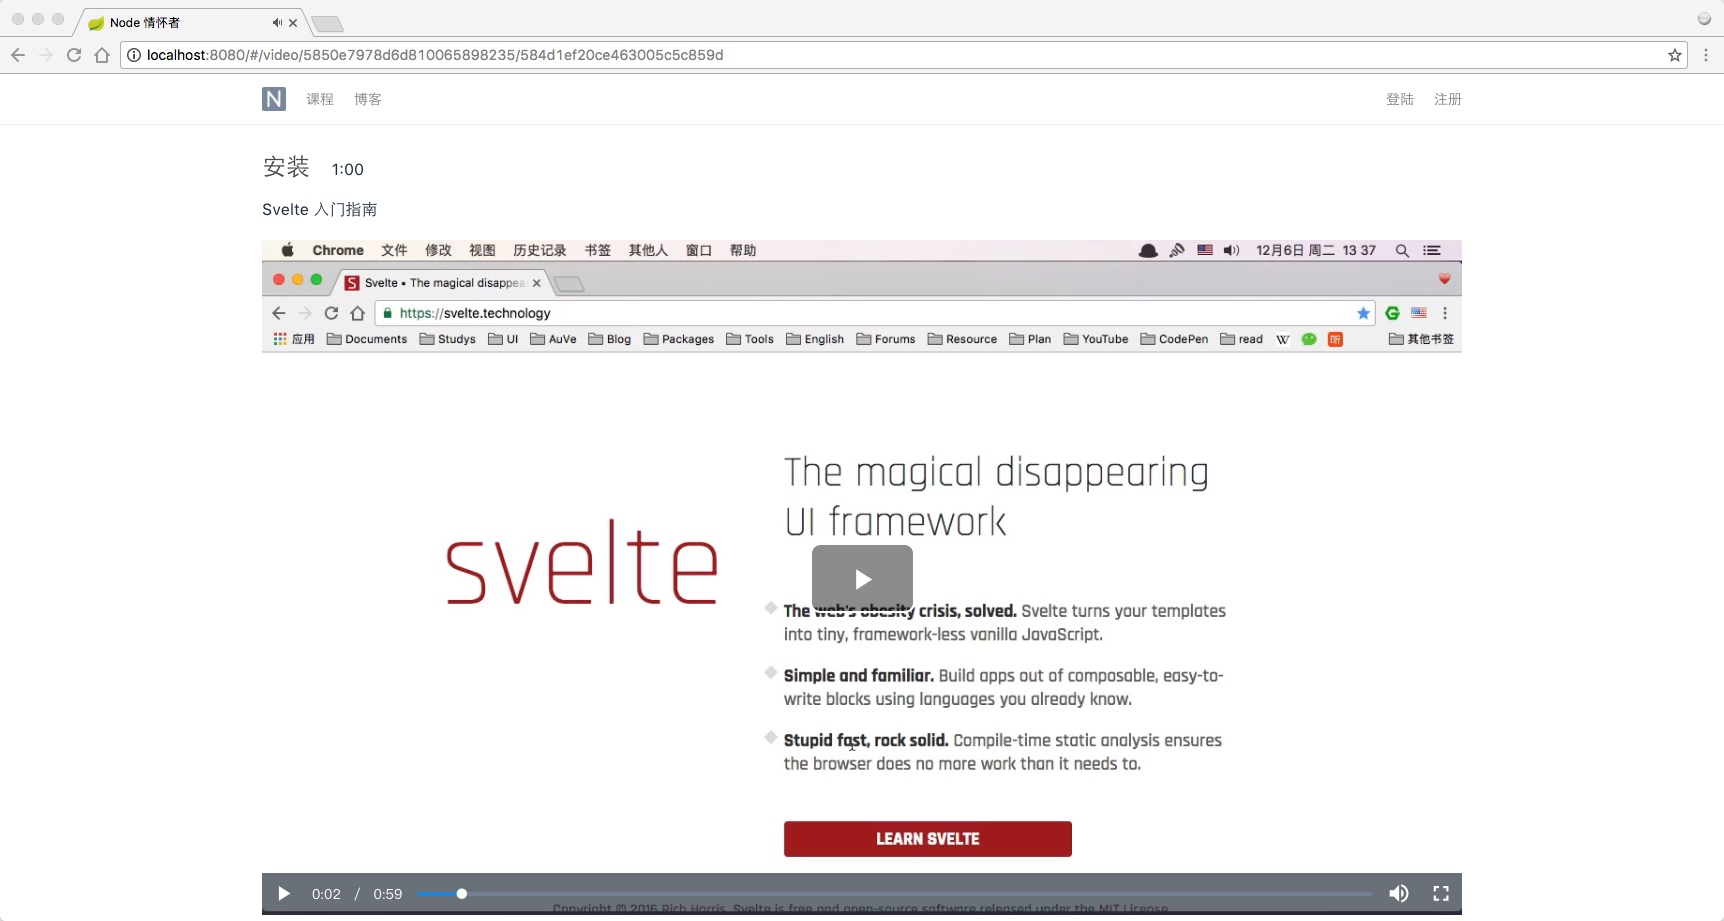 Node 情怀者
localhost:8080/#/video/5850e7978d6d810065898235/584d1ef20ce463005c5c859d
N 课程 博客 登陆 注册
安装 1:00
Svelte 入门指南
Chrome 文件 修改 视图 历史记录 书签 其他人 窗口 帮助 12月6日 周二 13 37
S Svelte • The magical disappea
https://svelte.technology
应用 Documents Studys UI AuVe Blog Packages Tools English Forums Resource Plan YouTube CodePen read W 听 其他书签
svelte
The magical disappearing
UI framework
The web's obesity crisis, solved. Svelte turns your templates
into tiny, framework-less vanilla JavaScript.
Simple and familiar. Build apps out of composable, easy-to-
write blocks using languages you already know.
Stupid fast, rock solid. Compile-time static analysis ensures
the browser does no more work than it needs to.
LEARN SVELTE
0:02 / 0:59
Copyright © 2016 Rich Harris. Svelte is free and open-source software released under the MIT License.